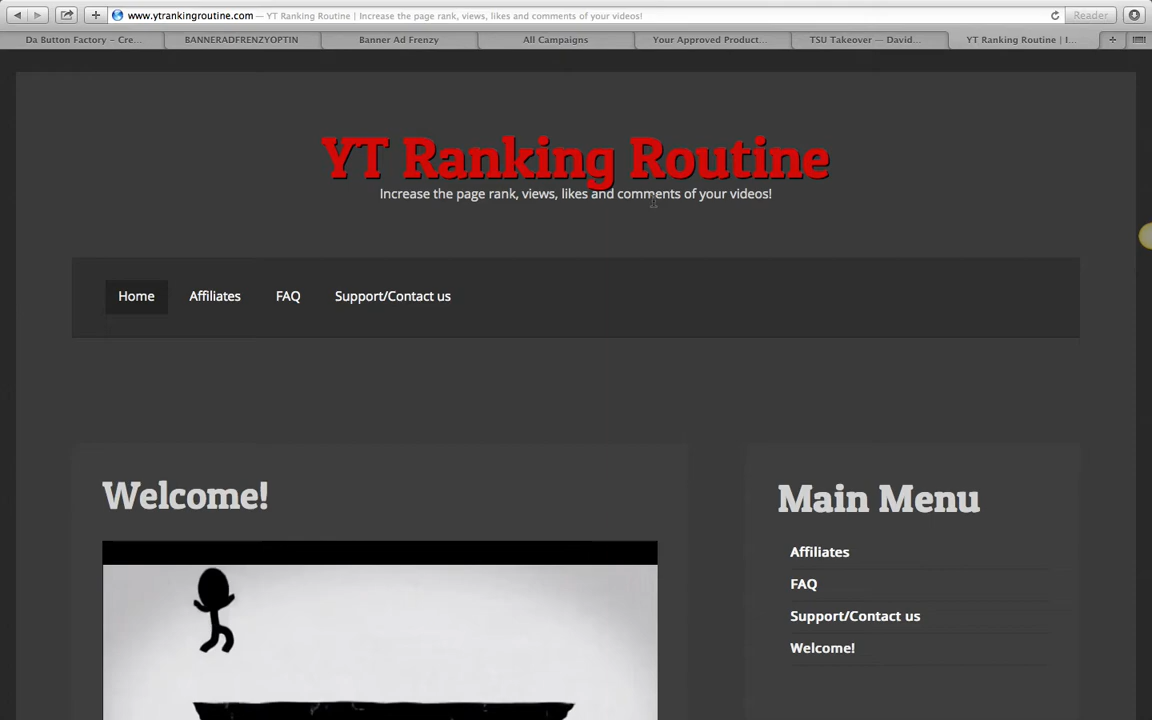 www.ytrankingroutine.com — YT Ranking Routine | Increase the page rank, views, likes and comments of your videos!
Reader
Da Button Factory – Cre...
BANNERADFRENZYOPTIN
Banner Ad Frenzy
All Campaigns
Your Approved Product...
TSU Takeover — David...
YT Ranking Routine | I...
YT Ranking Routine
Increase the page rank, views, likes and comments of your videos!
Home
Affiliates
FAQ
Support/Contact us
Welcome!
Main Menu
Affiliates
FAQ
Support/Contact us
Welcome!